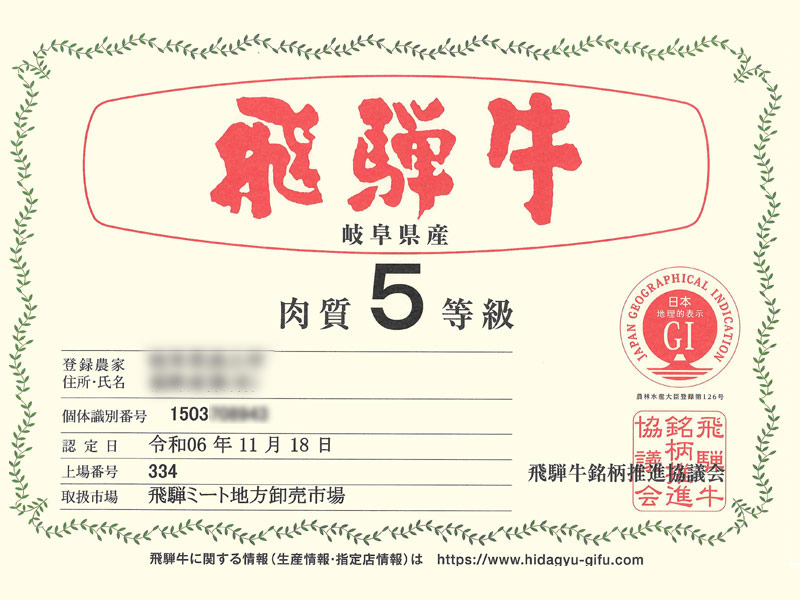 飛騨牛
岐阜県産
肉質 5 等級
JAPAN GEOGRAPHICAL INDICATION
日本
地理的表示
GI
農林水産大臣登録第126号
登録農家
住所・氏名
個体識別番号 1503
認定日 令和06年11月18日
上場番号 334
取扱市場 飛騨ミート地方卸売市場
飛騨牛銘柄推進協議会
飛騨牛
銘柄推進
協議会
飛騨牛に関する情報(生産情報・指定店情報)は https://www.hidagyu-gifu.com